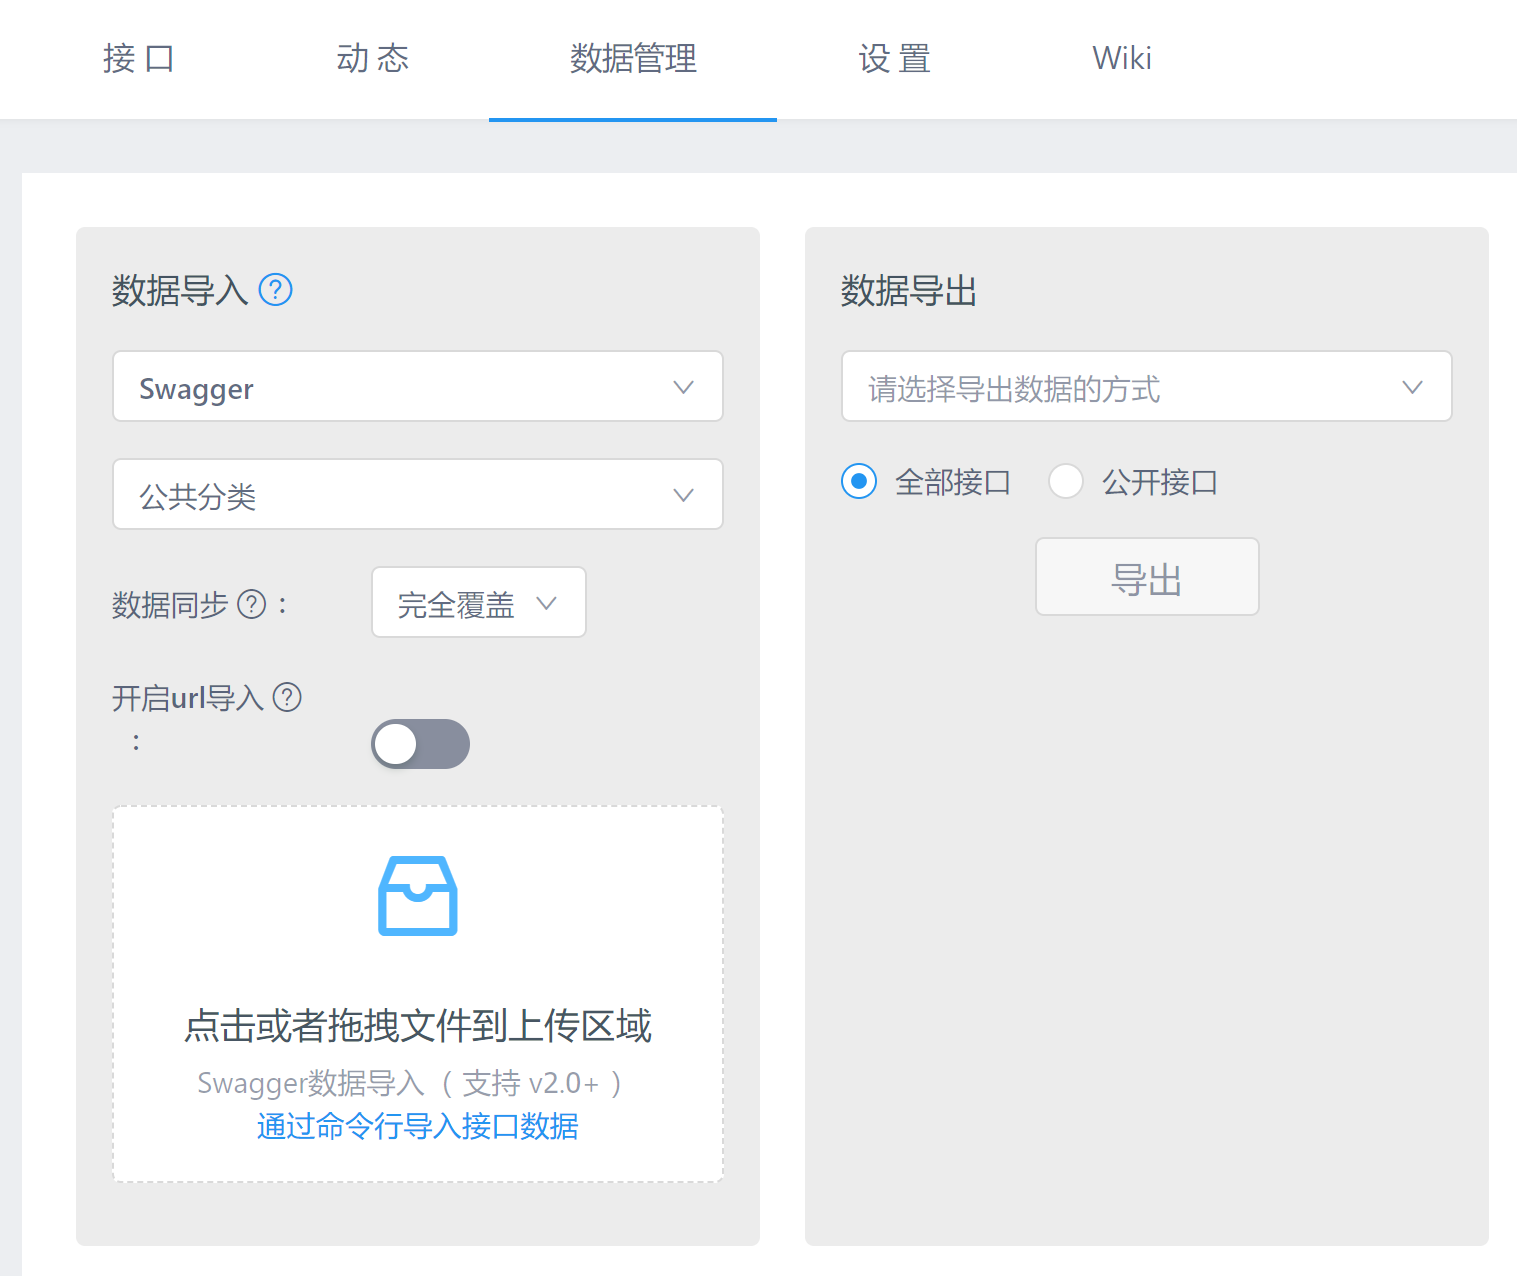 接 口 动 态 数据管理 设 置 Wiki
数据导入 ?
Swagger
公共分类
数据同步 ? :
完全覆盖
开启url导入 ?
:
点击或者拖拽文件到上传区域
Swagger数据导入（ 支持 v2.0+ ）
通过命令行导入接口数据
数据导出
请选择导出数据的方式
全部接口 公开接口
导出